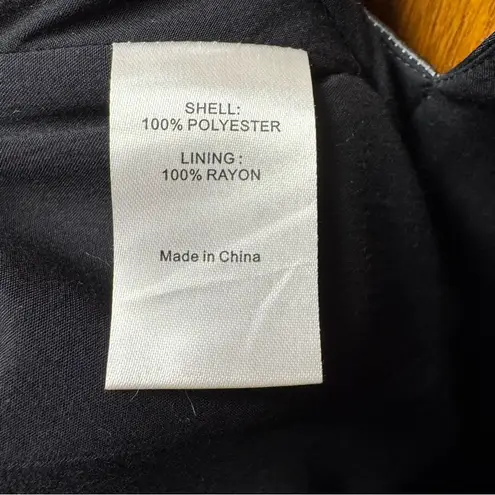 SHELL:
100% POLYESTER
LINING:
100% RAYON
Made in China